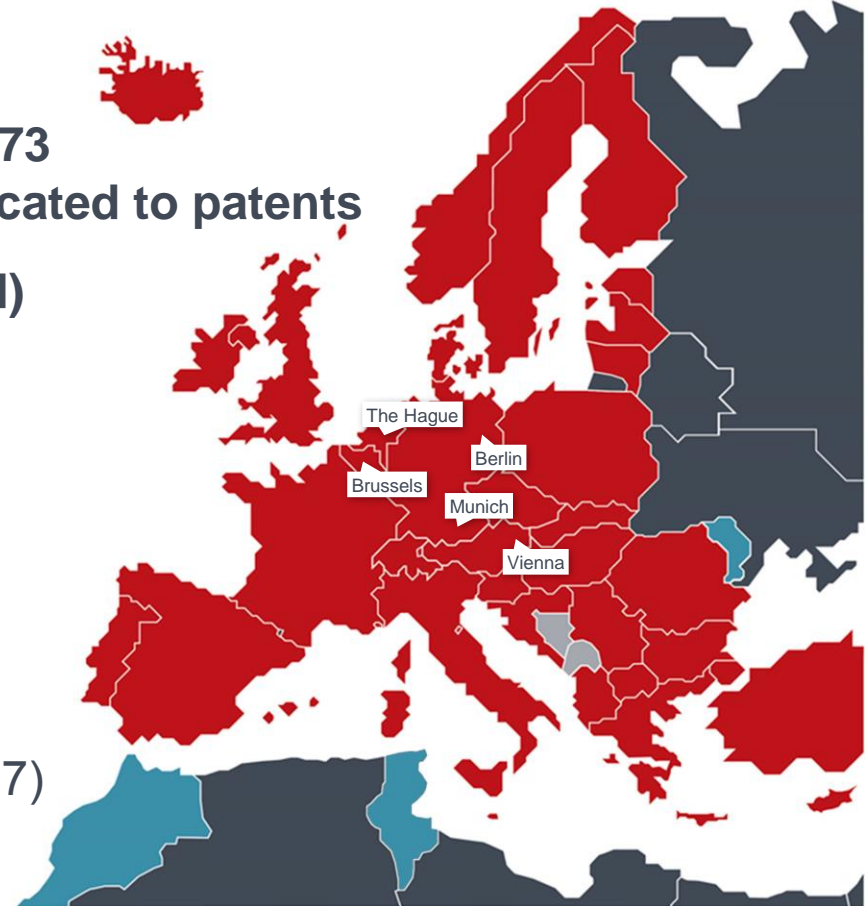 73
cated to patents
)
The Hague
Berlin
Brussels
Munich
Vienna
7)